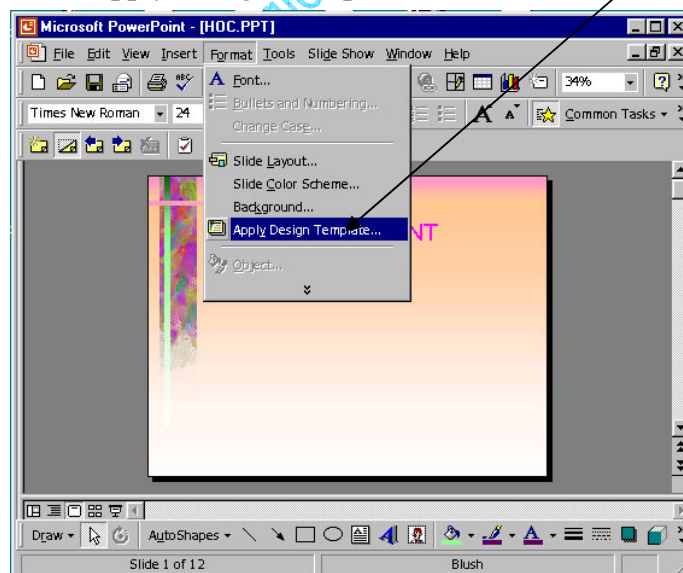 Microsoft PowerPoint - [HOC.PPT]
File Edit View Insert Format Tools Slide Show Window Help
34%
Times New Roman 24
A A Common Tasks
A Font...
Bullets and Numbering...
Change Case...
Slide Layout...
Slide Color Scheme...
Background...
Apply Design Template...
Object...
NT
Draw AutoShapes
Slide 1 of 12 Blush